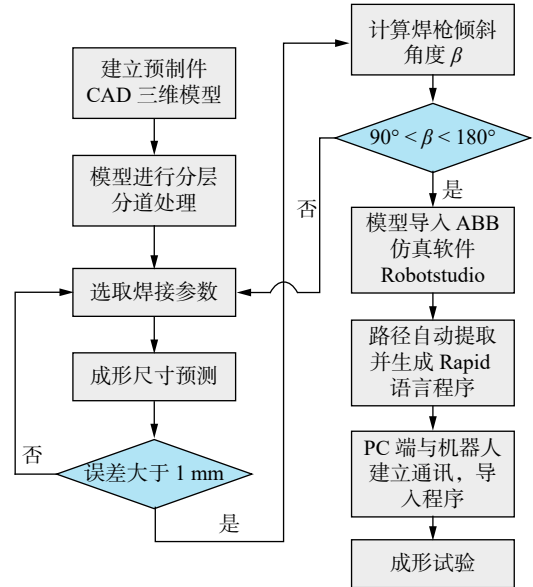 建立预制件
CAD 三维模型
模型进行分层
分道处理
选取焊接参数
成形尺寸预测
误差大于 1 mm
否
是
计算焊枪倾斜
角度 β
90° < β < 180°
否
是
模型导入 ABB
仿真软件
Robotstudio
路径自动提取
并生成 Rapid
语言程序
PC 端与机器人
建立通讯，导
入程序
成形试验